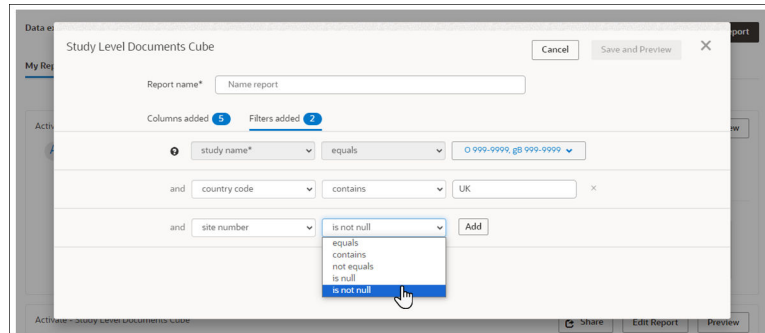 Data ex
port
Study Level Documents Cube
Cancel
Save and Preview
×
My Rep
Report name*
Name report
Columns added 5
Filters added 2
Activ
ew
study name*
equals
O 999-9999, gB 999-9999
and
country code
contains
UK
×
and
site number
is not null
Add
equals
contains
not equals
is null
is not null
Activate - Study Level Documents Cube
Share
Edit Report
Preview